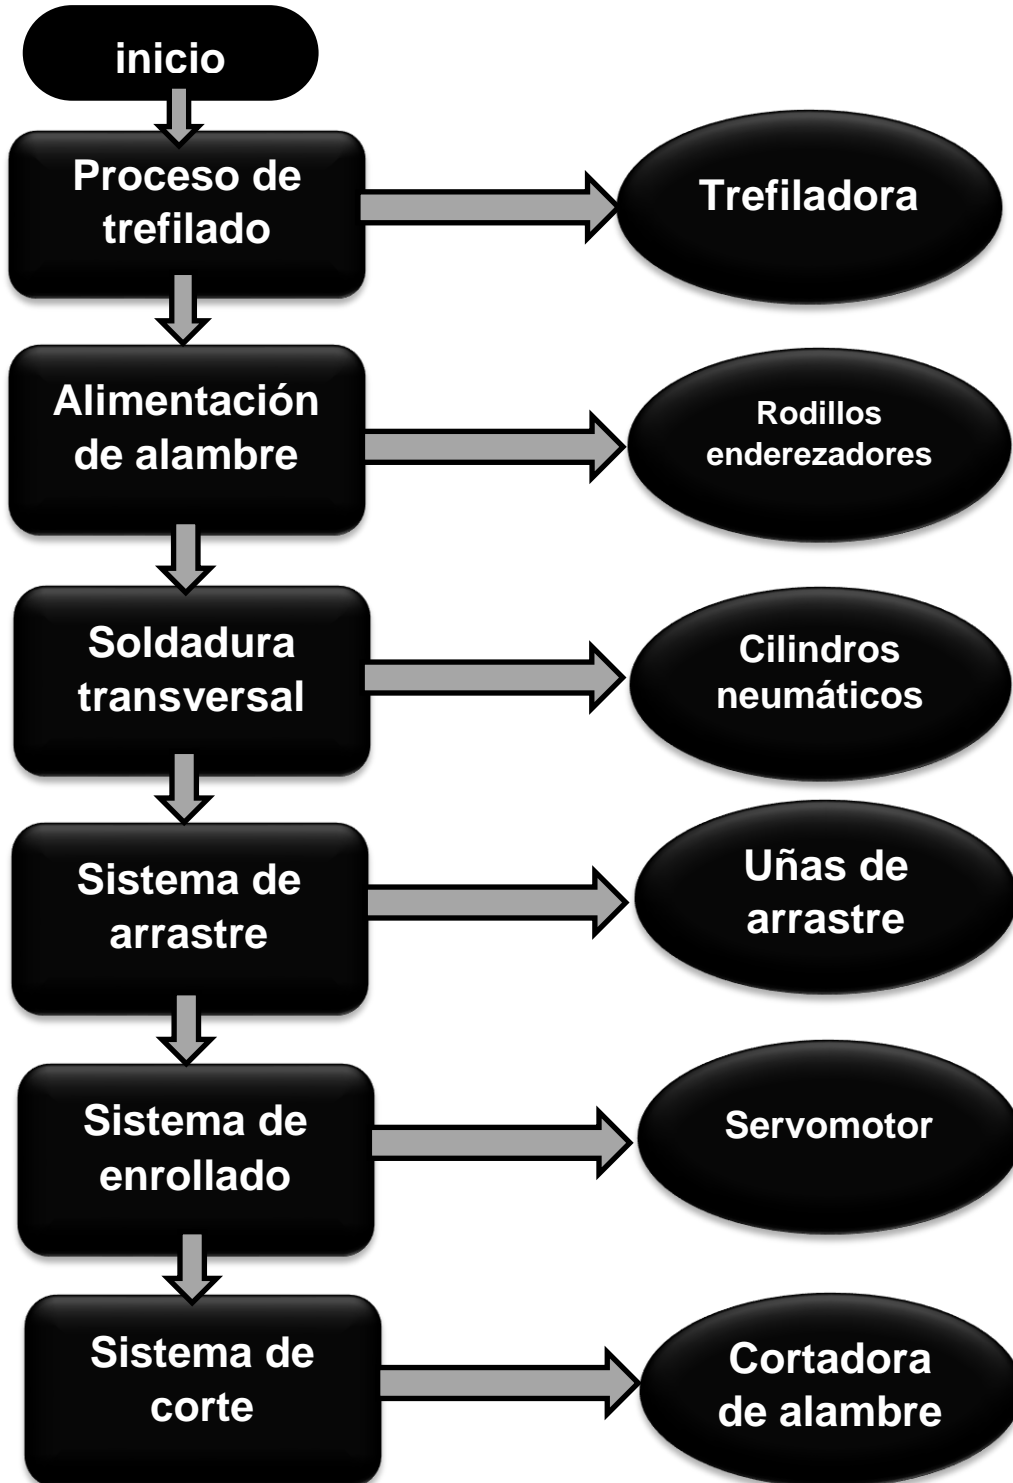 inicio
Proceso de
trefilado
Trefiladora
Alimentación
de alambre
Rodillos
enderezadores
Soldadura
transversal
Cilindros
neumáticos
Sistema de
arrastre
Uñas de
arrastre
Sistema de
enrollado
Servomotor
Sistema de
corte
Cortadora
de alambre